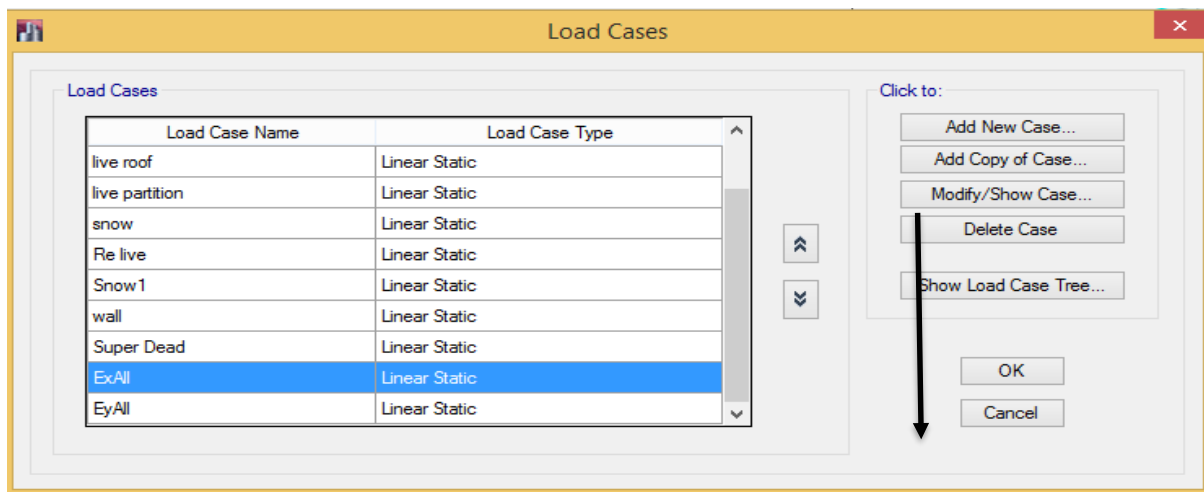 Load Cases
Load Cases
Click to:
Load Case Name Load Case Type
live roof Linear Static
live partition Linear Static
snow Linear Static
Re live Linear Static
Snow1 Linear Static
wall Linear Static
Super Dead Linear Static
ExAll Linear Static
EyAll Linear Static
Add New Case...
Add Copy of Case...
Modify/Show Case...
Delete Case
Show Load Case Tree...
OK
Cancel